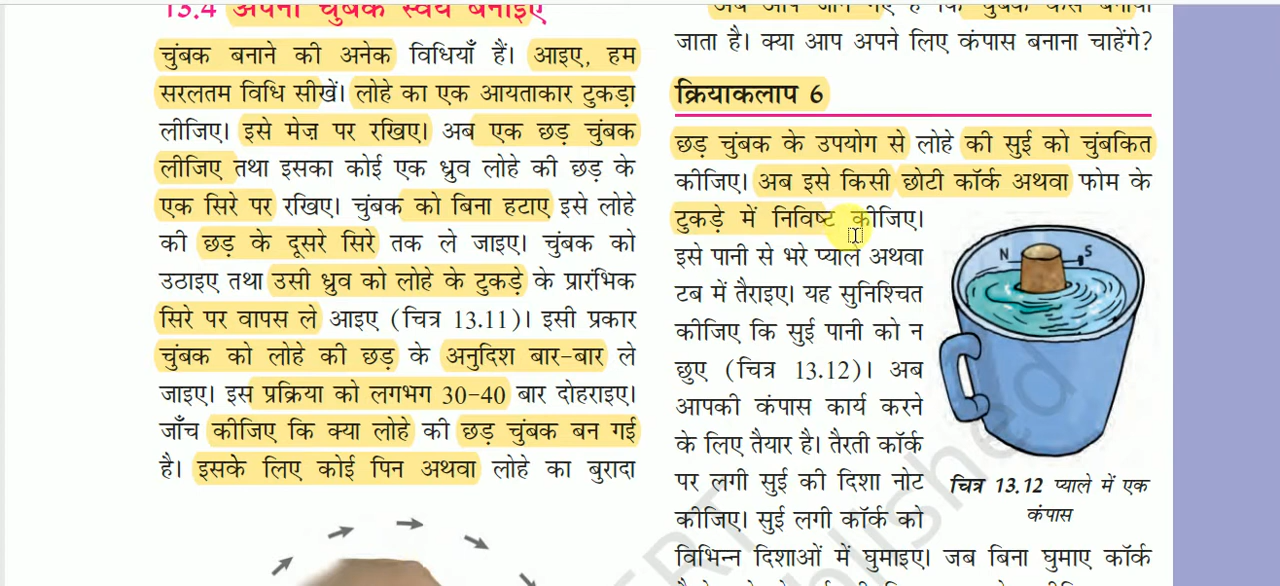 13.4 अपना चुंबक स्वयं बनाइए
चुंबक बनाने की अनेक विधियाँ हैं। आइए, हम
सरलतम विधि सीखें। लोहे का एक आयताकार टुकड़ा
लीजिए। इसे मेज़ पर रखिए। अब एक छड़ चुंबक
लीजिए तथा इसका कोई एक ध्रुव लोहे की छड़ के
एक सिरे पर रखिए। चुंबक को बिना हटाए इसे लोहे
की छड़ के दूसरे सिरे तक ले जाइए। चुंबक को
उठाइए तथा उसी ध्रुव को लोहे के टुकड़े के प्रारंभिक
सिरे पर वापस ले आइए (चित्र 13.11)। इसी प्रकार
चुंबक को लोहे की छड़ के अनुदिश बार-बार ले
जाइए। इस प्रक्रिया को लगभग 30-40 बार दोहराइए।
जाँच कीजिए कि क्या लोहे की छड़ चुंबक बन गई
है। इसके लिए कोई पिन अथवा लोहे का बुरादा
अब आप जान गए हैं कि चुंबक कैसे बनाया
जाता है। क्या आप अपने लिए कंपास बनाना चाहेंगे?
क्रियाकलाप 6
छड़ चुंबक के उपयोग से लोहे की सुई को चुंबकित
कीजिए। अब इसे किसी छोटी कॉर्क अथवा फोम के
टुकड़े में निविष्ट कीजिए।
इसे पानी से भरे प्याले अथवा
टब में तैराइए। यह सुनिश्चित
कीजिए कि सुई पानी को न
छुए (चित्र 13.12)। अब
आपकी कंपास कार्य करने
के लिए तैयार है। तैरती कॉर्क
पर लगी सुई की दिशा नोट
कीजिए। सुई लगी कॉर्क को
विभिन्न दिशाओं में घुमाइए। जब बिना घुमाए कॉर्क
N S
चित्र 13.12 प्याले में एक
कंपास